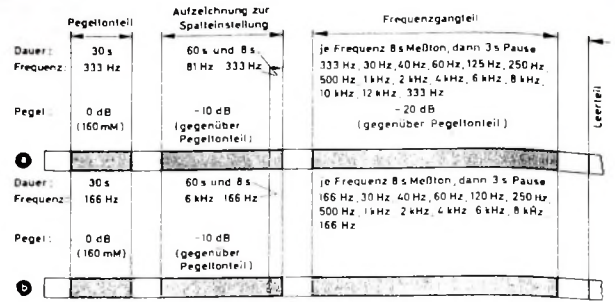 Pegeltonteil
Aufzeichnung zur
Spalteinstellung
Frequenzgangteil
Dauer: 30 s 60 s und 8 s je Frequenz 8 s Meßton, dann 3 s Pause
Frequenz: 333 Hz 81 Hz 333 Hz 333 Hz, 30 Hz, 40 Hz, 60 Hz, 125 Hz, 250 Hz,
500 Hz, 1 kHz, 2 kHz, 4 kHz, 6 kHz, 8 kHz,
10 kHz, 12 kHz, 333 Hz
Pegel: 0 dB -10 dB -20 dB
(160 mM) (gegenüber (gegenüber Pegeltonteil)
Pegeltonteil)
Leerteil
a
Dauer: 30 s 60 s und 8 s je Frequenz 8 s Meßton, dann 3 s Pause
Frequenz: 166 Hz 6 kHz 166 Hz 166 Hz, 30 Hz, 40 Hz, 60 Hz, 120 Hz, 250 Hz,
500 Hz, 1 kHz 2 kHz, 4 kHz 6 kHz, 8 kHz
166 Hz
Pegel: 0 dB -10 dB
(160 mM) (gegenüber
Pegeltonteil)
b